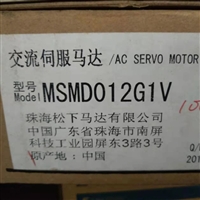 交流伺服马达 /AC SERVO MOTOR
型号 Model MSMD012G1V
珠海松下马达有限公司
中国广东省珠海市南屏
科技工业园屏东3路3号
原产地：中国
Q/
201